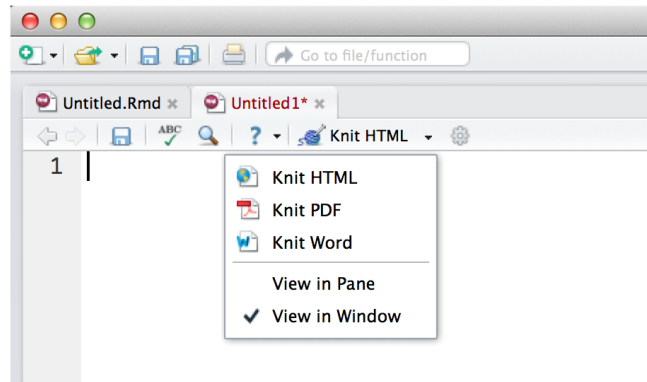 Go to file/function
Untitled.Rmd Untitled1*
ABC ? Knit HTML
1
Knit HTML
Knit PDF
Knit Word
View in Pane
View in Window